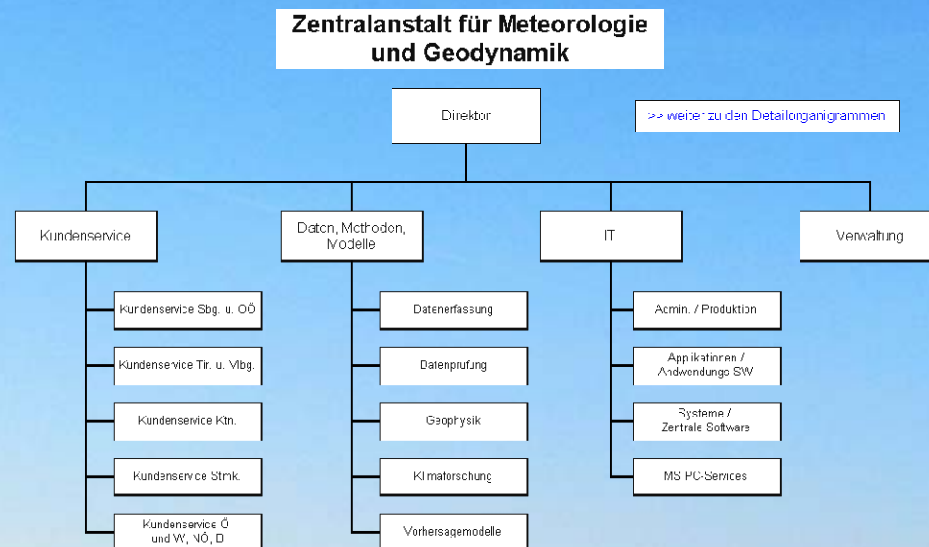 Zentralanstalt für Meteorologie
und Geodynamik
Direktor
>> weiter zu den Detailorganigrammen
Kundenservice
Daten, Methoden,
Modelle
IT
Verwaltung
Kundenservice Sbg. u. OÖ
Datenerfassung
Admin. / Produktion
Kundenservice Tir. u. Vlbg.
Datenprüfung
Applikationen /
Andwendungs SW
Kundenservice Ktn.
Geophysik
Systeme /
Zentrale Software
Kundenservice Stmk.
Klimaforschung
MS PC-Services
Kundenservice Ö
und W, NÖ, B
Vorhersagemodelle